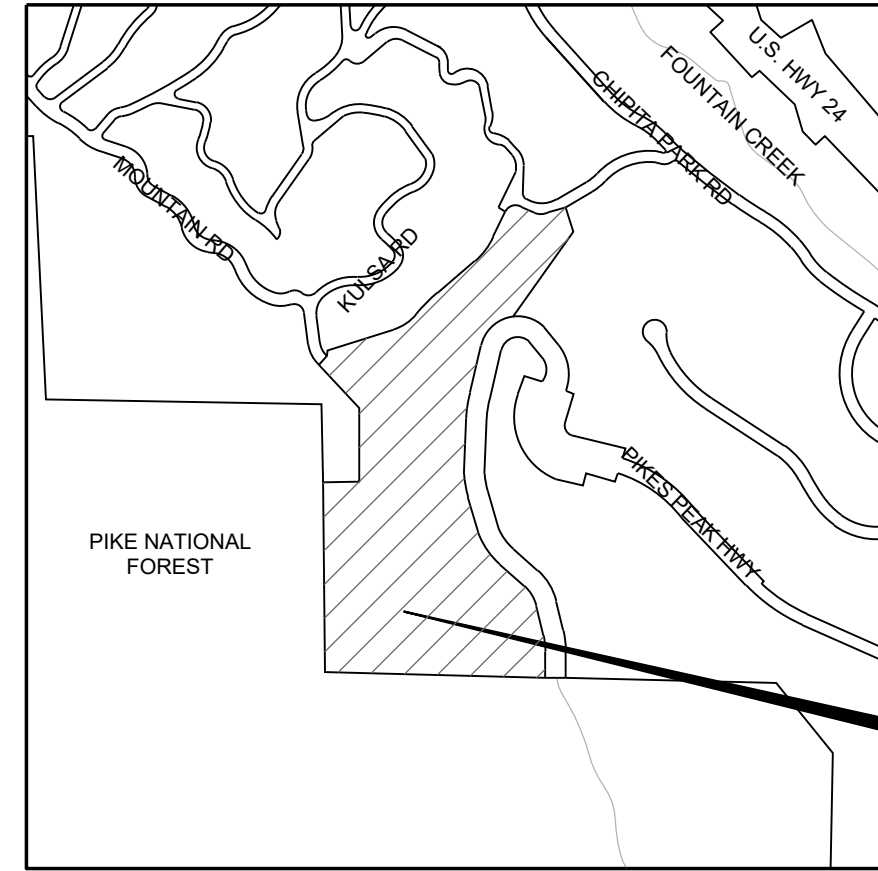 U.S. HWY 24
FOUNTAIN CREEK
CHIPITA PARK RD
MOUNTAIN RD
KULSA RD
PIKES PEAK HWY
PIKE NATIONAL
FOREST